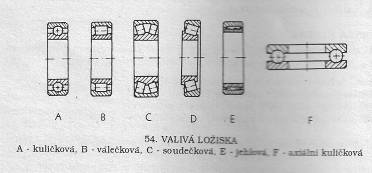 A B C D E F
54. VALIVÁ LOŽISKA
A - kuličková, B - válečková, C - soudečková, E - jehlová, F - axiální kuličková